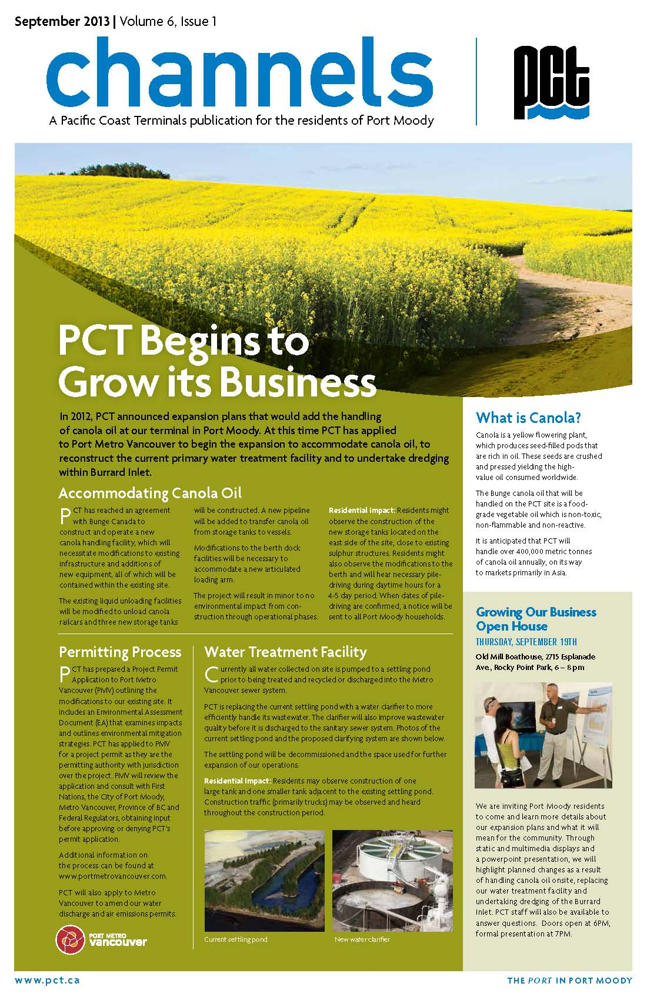 September 2013 | Volume 6, Issue 1
channels
A Pacific Coast Terminals publication for the residents of Port Moody
pct
PCT Begins to
Grow its Business
In 2012, PCT announced expansion plans that would add the handling
of canola oil at our terminal in Port Moody. At this time PCT has applied
to Port Metro Vancouver to begin the expansion to accommodate canola oil, to
reconstruct the current primary water treatment facility and to undertake dredging
within Burrard Inlet.
Accommodating Canola Oil
PCT has reached an agreement
with Bunge Canada to
construct and operate a new
canola handling facility, which will
necessitate modifications to existing
infrastructure and additions of
new equipment, all of which will be
contained within the existing site.
The existing liquid unloading facilities
will be modified to unload canola
railcars and three new storage tanks
will be constructed. A new pipeline
will be added to transfer canola oil
from storage tanks to vessels.
Modifications to the berth dock
facilities will be necessary to
accommodate a new articulated
loading arm.
The project will result in minor to no
environmental impact from con-
struction through operational phases.
Residential impact: Residents might
observe the construction of the
new storage tanks located on the
east side of the site, close to existing
sulphur structures. Residents might
also observe the modifications to the
berth and will hear necessary pile-
driving during daytime hours for a
4-5 day period. When dates of pile-
driving are confirmed, a notice will be
sent to all Port Moody households.
Permitting Process
PCT has prepared a Project Permit
Application to Port Metro
Vancouver (PMV) outlining the
modifications to our existing site. It
includes an Environmental Assessment
Document (EA) that examines impacts
and outlines environmental mitigation
strategies. PCT has applied to PMV
for a project permit as they are the
permitting authority with jurisdiction
over the project. PMV will review the
application and consult with First
Nations, the City of Port Moody,
Metro Vancouver, Province of BC and
Federal Regulators, obtaining input
before approving or denying PCT's
permit application.
Additional information on
the process can be found at
www.portmetrovancouver.com.
PCT will also apply to Metro
Vancouver to amend our water
discharge and air emissions permits.
PORT METRO
vancouver
Water Treatment Facility
Currently all water collected on site is pumped to a settling pond
prior to being treated and recycled or discharged into the Metro
Vancouver sewer system.
PCT is replacing the current settling pond with a water clarifier to more
efficiently handle its wastewater. The clarifier will also improve wastewater
quality before it is discharged to the sanitary sewer system. Photos of the
current settling pond and the proposed clarifying system are shown below.
The settling pond will be decommissioned and the space used for further
expansion of our operations.
Residential Impact: Residents may observe construction of one
large tank and one smaller tank adjacent to the existing settling pond.
Construction traffic (primarily trucks) may be observed and heard
throughout the construction period.
Current settling pond
New water clarifier
What is Canola?
Canola is a yellow flowering plant,
which produces seed-filled pods that
are rich in oil. These seeds are crushed
and pressed yielding the high-
value oil consumed worldwide.
The Bunge canola oil that will be
handled on the PCT site is a food-
grade vegetable oil which is non-toxic,
non-flammable and non-reactive.
It is anticipated that PCT will
handle over 400,000 metric tonnes
of canola oil annually, on its way
to markets primarily in Asia.
Growing Our Business
Open House
THURSDAY, SEPTEMBER 19TH
Old Mill Boathouse, 2715 Esplanade
Ave., Rocky Point Park, 6 – 8 pm
We are inviting Port Moody residents
to come and learn more details about
our expansion plans and what it will
mean for the community. Through
static and multimedia displays and
a powerpoint presentation, we will
highlight planned changes as a result
of handling canola oil onsite, replacing
our water treatment facility and
undertaking dredging of the Burrard
Inlet. PCT staff will also be available to
answer questions. Doors open at 6PM,
formal presentation at 7PM.
www.pct.ca
THE PORT IN PORT MOODY